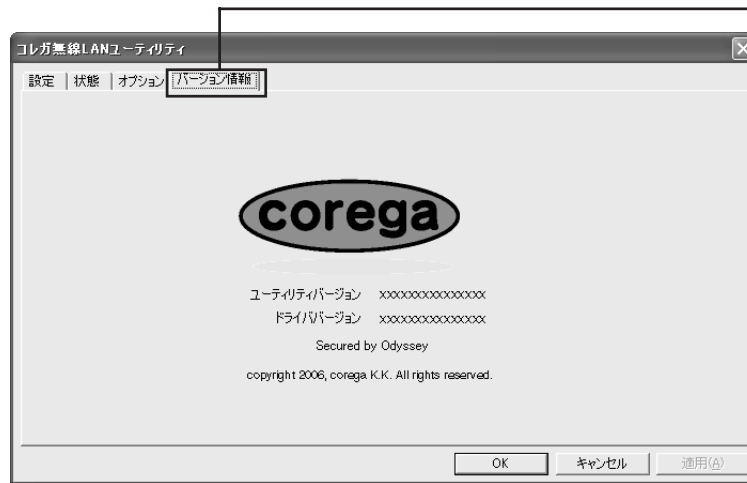 コレガ無線LANユーティリティ
設定 状態 オプション バージョン情報
corega
ユーティリティバージョン xxxxxxxxxxxxxxx
ドライババージョン xxxxxxxxxxxxxxx
Secured by Odyssey
copyright 2006, corega K.K. All rights reserved.
OK キャンセル 適用(A)